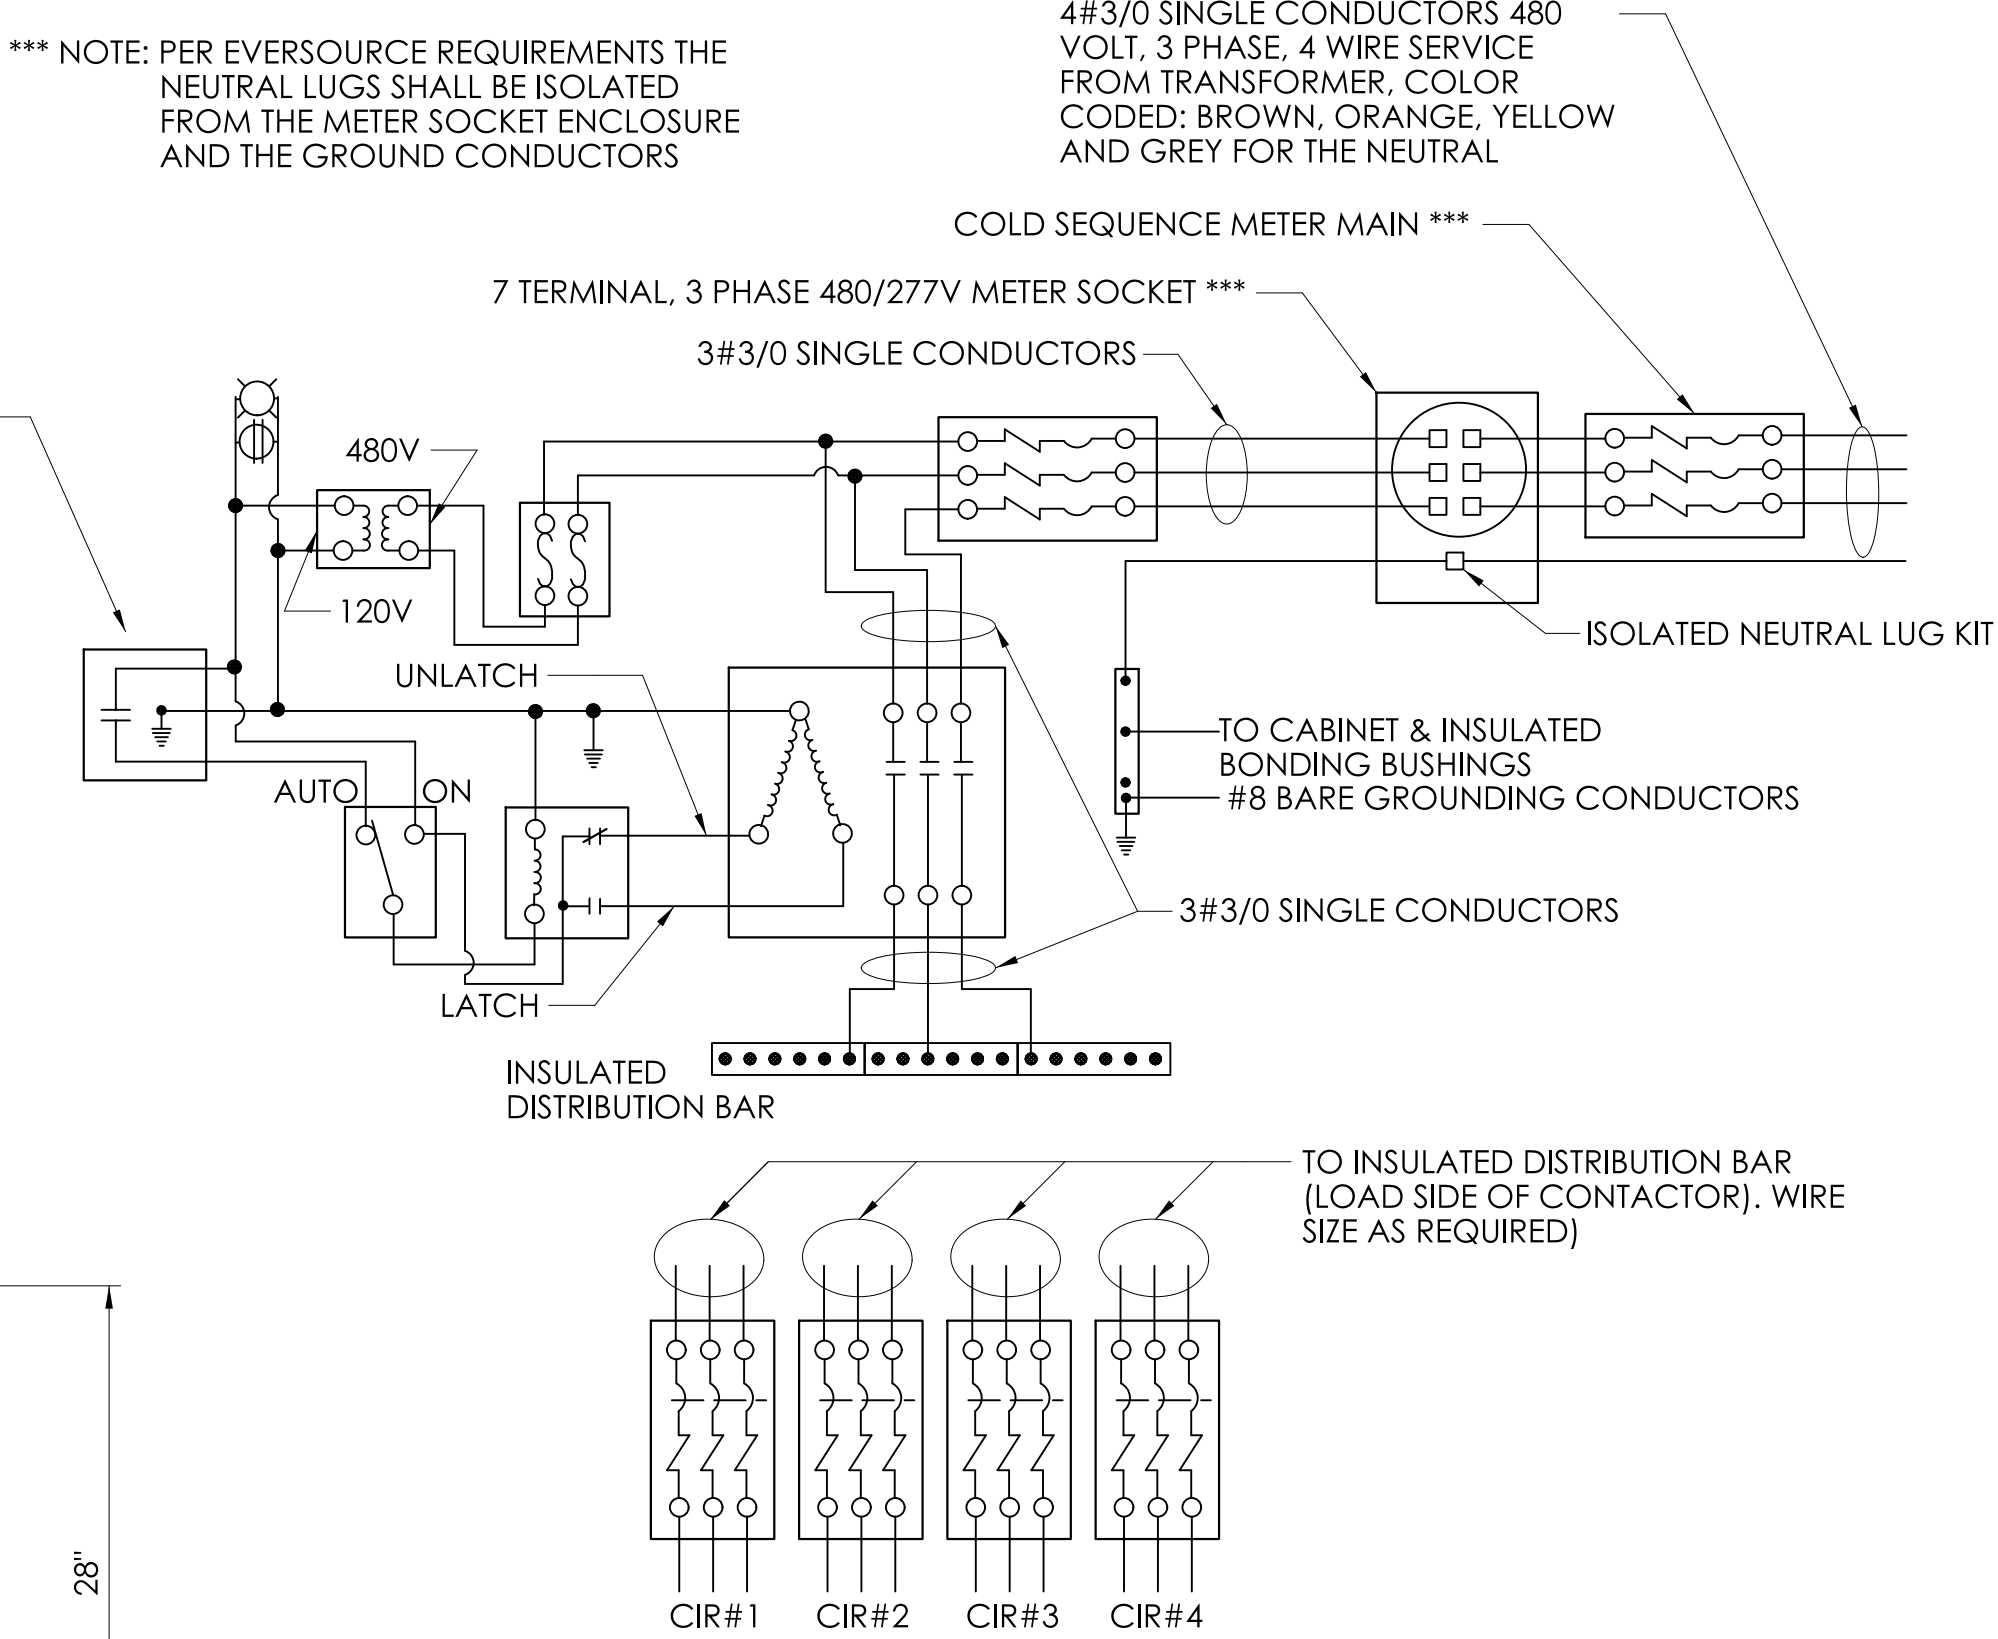 *** NOTE: PER EVERSOURCE REQUIREMENTS THE
NEUTRAL LUGS SHALL BE ISOLATED
FROM THE METER SOCKET ENCLOSURE
AND THE GROUND CONDUCTORS
4#3/0 SINGLE CONDUCTORS 480
VOLT, 3 PHASE, 4 WIRE SERVICE
FROM TRANSFORMER, COLOR
CODED: BROWN, ORANGE, YELLOW
AND GREY FOR THE NEUTRAL
COLD SEQUENCE METER MAIN ***
7 TERMINAL, 3 PHASE 480/277V METER SOCKET ***
3#3/0 SINGLE CONDUCTORS
480V
120V
ISOLATED NEUTRAL LUG KIT
UNLATCH
TO CABINET & INSULATED
BONDING BUSHINGS
#8 BARE GROUNDING CONDUCTORS
AUTO
ON
3#3/0 SINGLE CONDUCTORS
LATCH
INSULATED
DISTRIBUTION BAR
TO INSULATED DISTRIBUTION BAR
(LOAD SIDE OF CONTACTOR). WIRE
SIZE AS REQUIRED)
28"
CIR#1
CIR#2
CIR#3
CIR#4